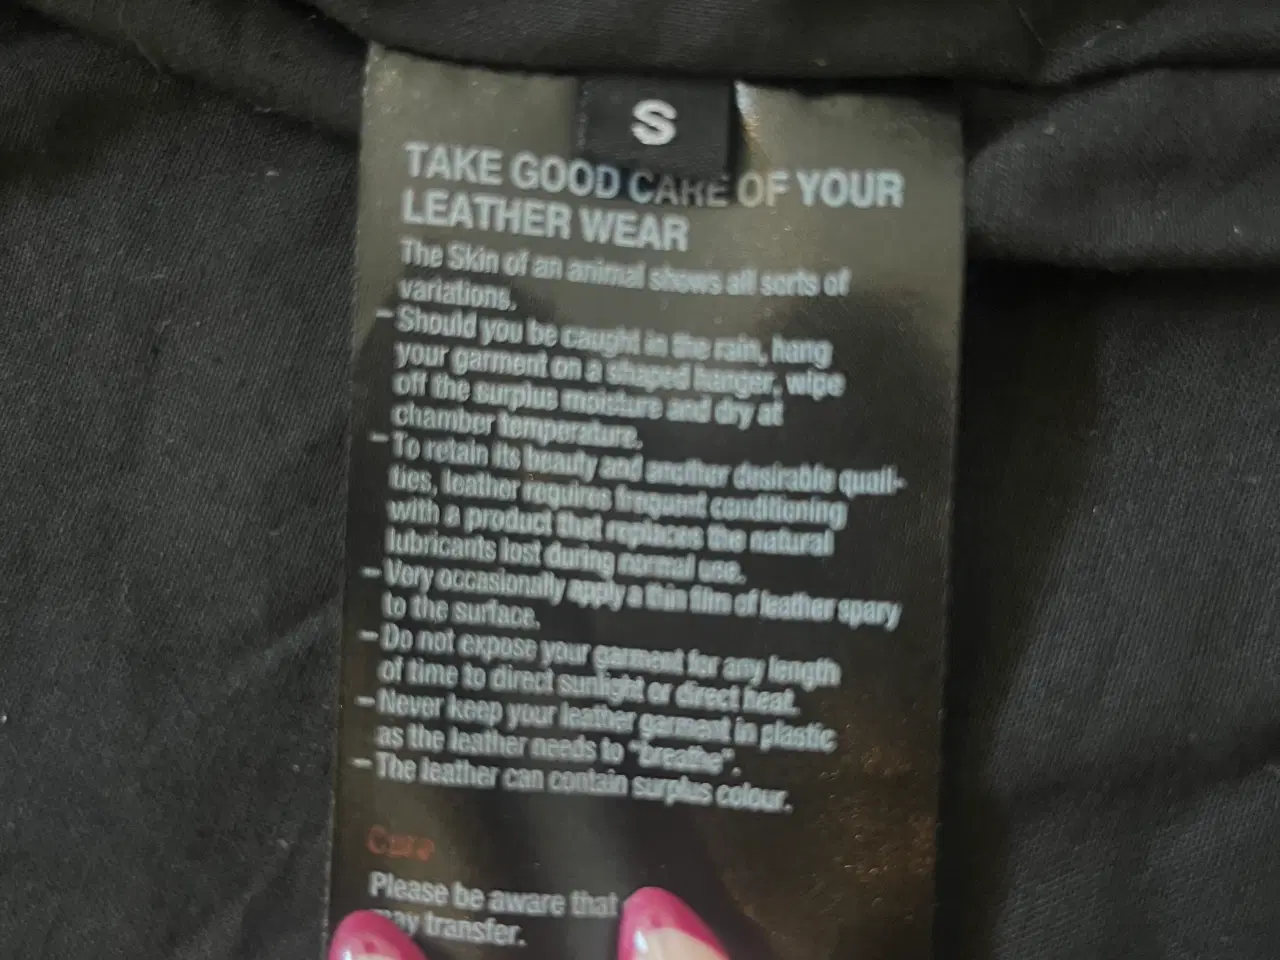 S
TAKE GOOD CARE OF YOUR
LEATHER WEAR
The Skin of an animal shows all sorts of
variations.
– Should you be caught in the rain, hang
your garment on a shaped hanger, wipe
off the surplus moisture and dry at
chamber temperature.
– To retain its beauty and another desirable quali-
ties, leather requires frequent conditioning
with a product that replaces the natural
lubricants lost during normal use.
– Very occasionally apply a thin film of leather spary
to the surface.
– Do not expose your garment for any length
of time to direct sunlight or direct heat.
– Never keep your leather garment in plastic
as the leather needs to "breathe".
– The leather can contain surplus colour.
Care
Please be aware that
may transfer.